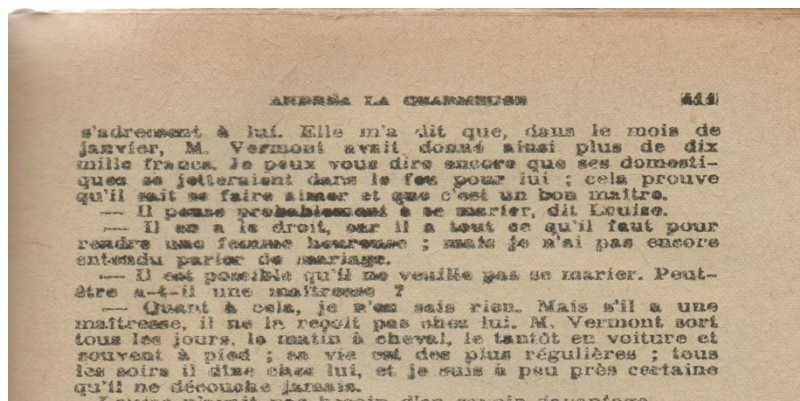 ANDRÉA LA CHARMEUSE 411
s'adressent à lui. Elle m'a dit que, dans le mois de
janvier, M. Vermont avait donné ainsi plus de dix
mille francs. Je peux vous dire encore que ses domesti-
ques se jetteraient dans le feu pour lui ; cela prouve
qu'il sait se faire aimer et que c'est un bon maître.
— Il pense probablement à se marier, dit Louise.
— Il en a le droit, car il a tout ce qu'il faut pour
rendre une femme heureuse ; mais je n'ai pas encore
entendu parler de mariage.
— Il est possible qu'il ne veuille pas se marier. Peut-
être a-t-il une maîtresse ?
— Quant à cela, je n'en sais rien. Mais s'il a une
maîtresse, il ne la reçoit pas chez lui. M. Vermont sort
tous les jours, le matin à cheval, le tantôt en voiture et
souvent à pied ; sa vie est des plus régulières ; tous
les soirs il dîne chez lui, et je suis à peu près certaine
qu'il ne découche jamais.